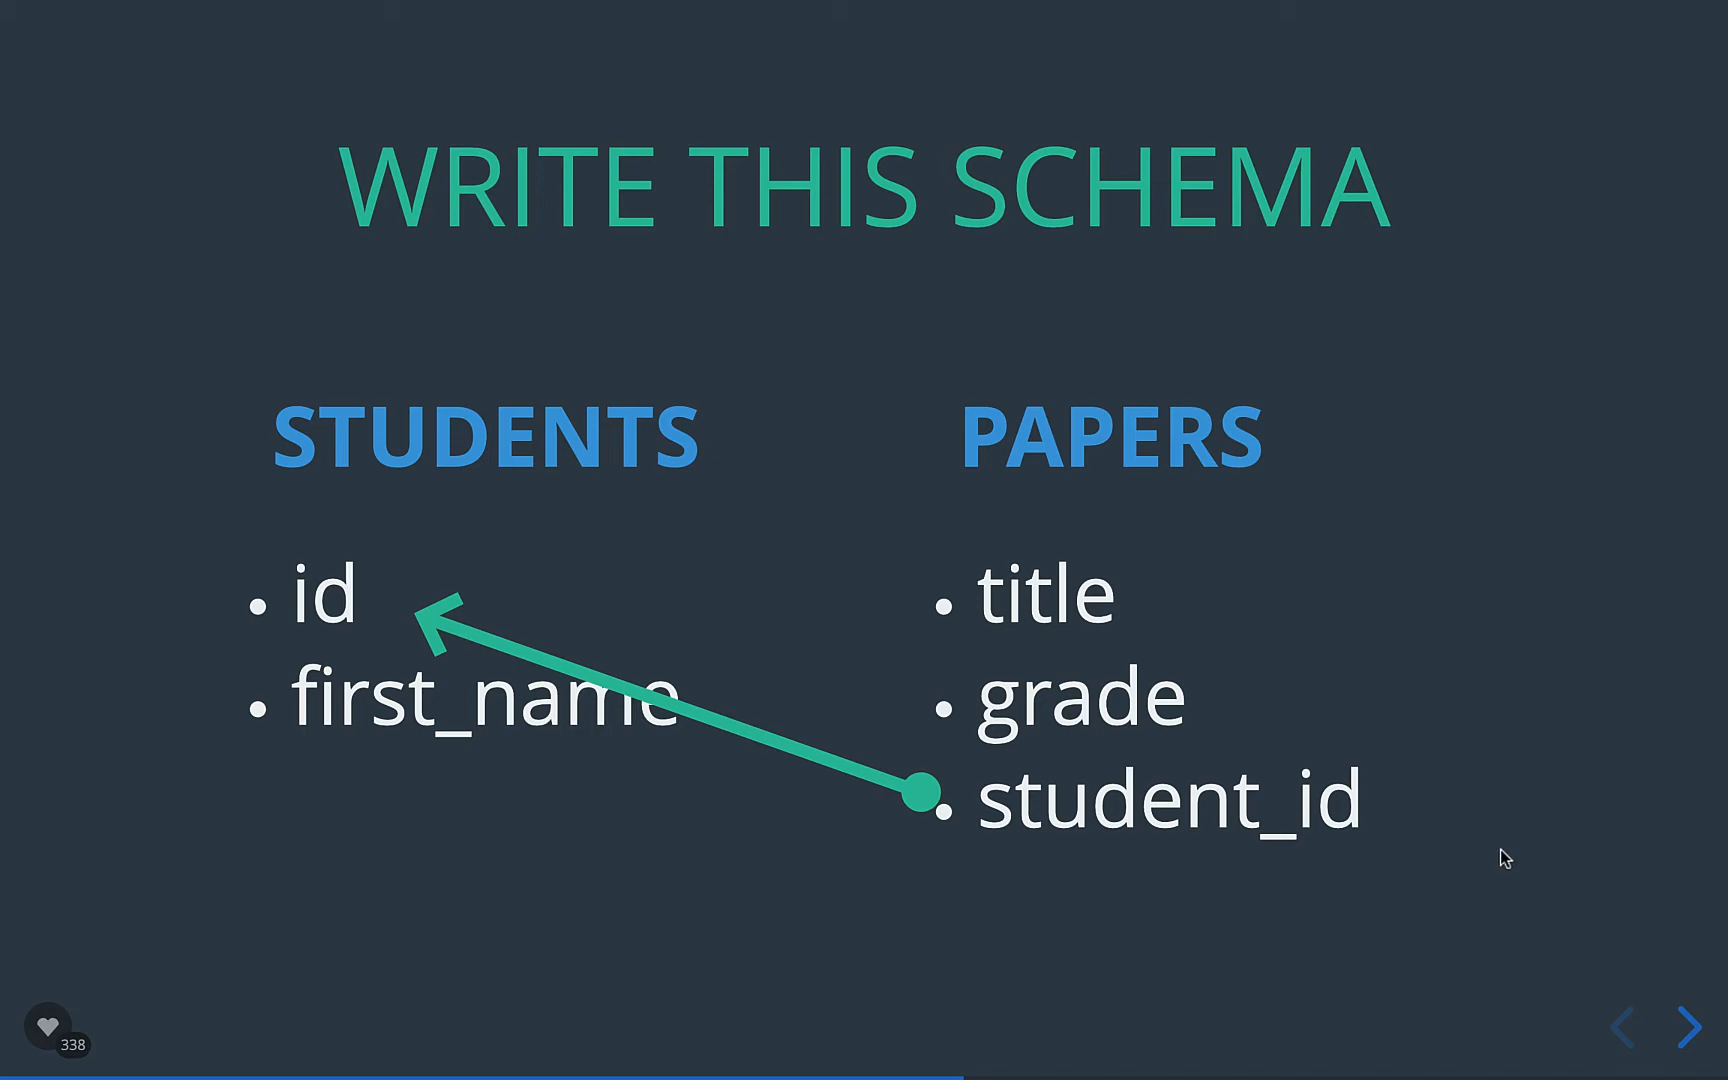 WRITE THIS SCHEMA
STUDENTS
id
first_name
PAPERS
title
grade
student_id
338